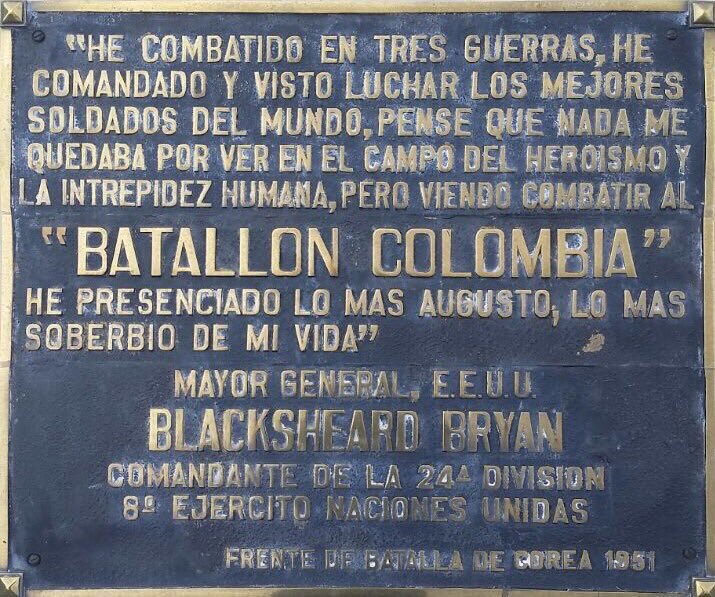 "HE COMBATIDO EN TRES GUERRAS, HE
COMANDADO Y VISTO LUCHAR LOS MEJORES
SOLDADOS DEL MUNDO, PENSE QUE NADA ME
QUEDABA POR VER EN EL CAMPO DEL HEROISMO Y
LA INTREPIDEZ HUMANA, PERO VIENDO COMBATIR AL
"BATALLON COLOMBIA"
HE PRESENCIADO LO MAS AUGUSTO, LO MAS
SOBERBIO DE MI VIDA"
MAYOR GENERAL, E.E.U.U.
BLACKSHEARD BRYAN
COMANDANTE DE LA 24ª DIVISION
8º EJERCITO NACIONES UNIDAS
FRENTE DE BATALLA DE COREA 1951